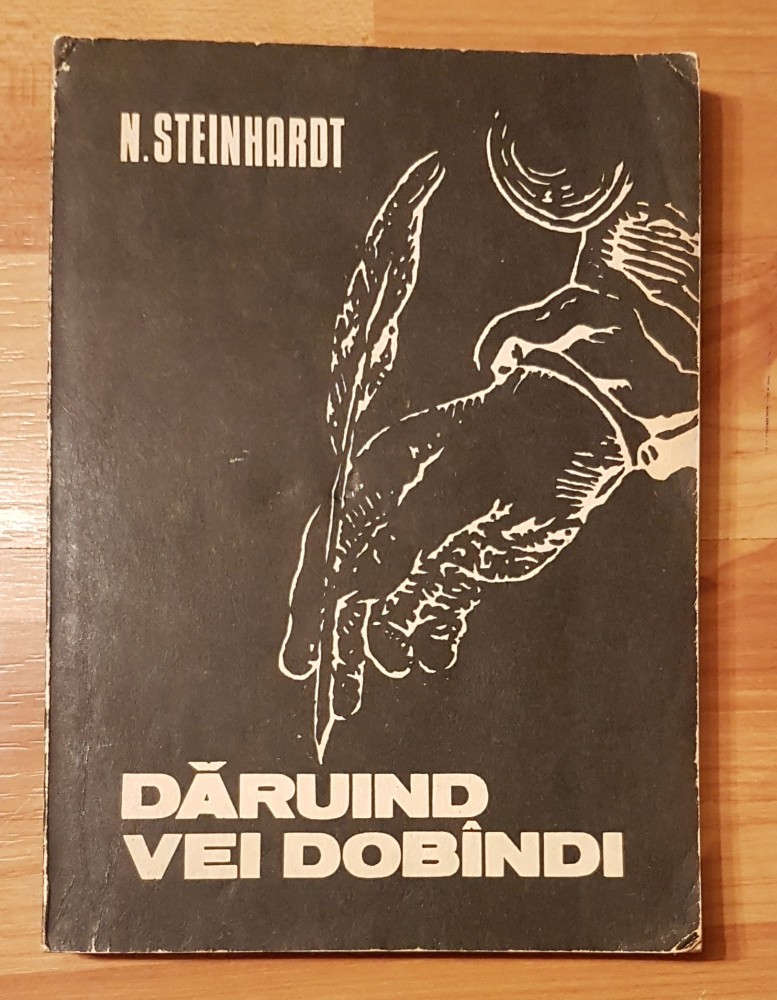 N. STEINHARDT
DĂRUIND
VEI DOBÎNDI